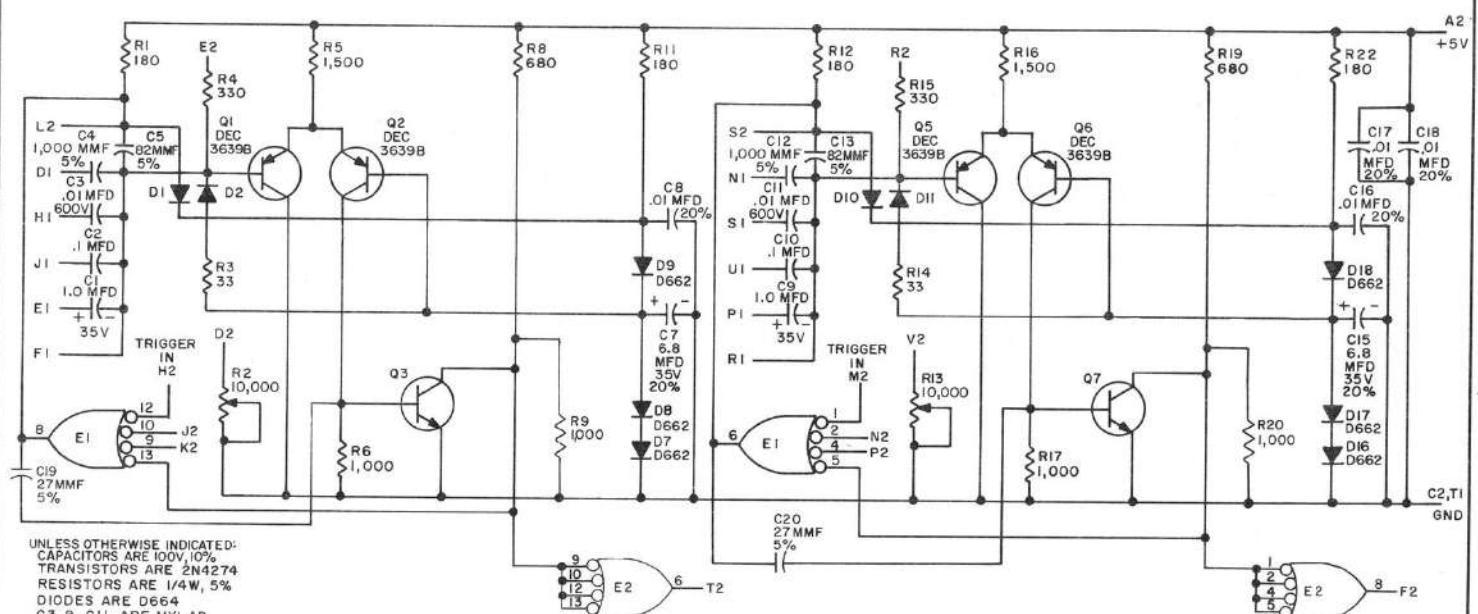 A2
+5V
R1
180
E2
R4
330
R5
1,500
R8
680
R11
180
R12
180
R2
R15
330
R16
1,500
R19
680
R22
180
L2
C4
1,000 MMF
5%
C5
82MMF
5%
D1
C3
.01 MFD
600V
H1
C2
.1 MFD
J1
C1
1.0 MFD
E1
+ -
35V
F1
D1
D2
Q1
DEC
3639B
Q2
DEC
3639B
R3
33
C8
.01 MFD
20%
D9
D662
+ -
C7
6.8
MFD
35V
20%
D8
D662
D7
D662
TRIGGER
IN
H2
D2
R2
10,000
Q3
R6
1,000
R9
1,000
8
E1
12
10
9
13
J2
K2
C19
27MMF
5%
S2
C12
1,000 MMF
5%
C13
82MMF
5%
N1
C11
.01 MFD
600V
S1
C10
.1 MFD
U1
C9
1.0 MFD
P1
+ -
35V
R1
D10
D11
Q5
DEC
3639B
Q6
DEC
3639B
R14
33
C17
.01
MFD
20%
C18
.01
MFD
20%
C16
.01 MFD
20%
D18
D662
+ -
C15
6.8
MFD
35V
20%
D17
D662
D16
D662
TRIGGER
IN
M2
V2
R13
10,000
Q7
R17
1,000
R20
1,000
6
E1
1
2
4
5
N2
P2
C20
27 MMF
5%
C2,T1
GND
UNLESS OTHERWISE INDICATED:
CAPACITORS ARE 100V, 10%
TRANSISTORS ARE 2N4274
RESISTORS ARE 1/4W, 5%
DIODES ARE D664
9
10
12
13
E2
6
T2
1
2
4
5
E2
8
F2